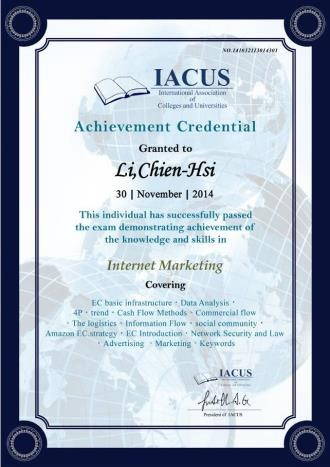 NO.141032113014301
IACUS
International Association
of
Colleges and Universities
Achievement Credential
Granted to
Li,Chien-Hsi
30 | November | 2014
This individual has successfully passed
the exam demonstrating achievement of
the knowledge and skills in
Internet Marketing
Covering
EC basic infrastructure · Data Analysis ·
4P · trend · Cash Flow Methods · Commercial flow
· The logistics · Information Flow · social community ·
Amazon EC.strategy · EC Introduction · Network Security and Law
· Advertising · Marketing · Keywords
IACUS
President of IACUS